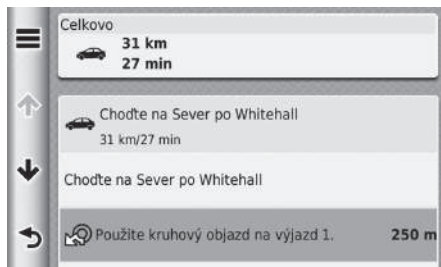 Celkovo
31 km
27 min
Choďte na Sever po Whitehall
31 km/27 min
Choďte na Sever po Whitehall
Použite kruhový objazd na výjazd 1. 250 m